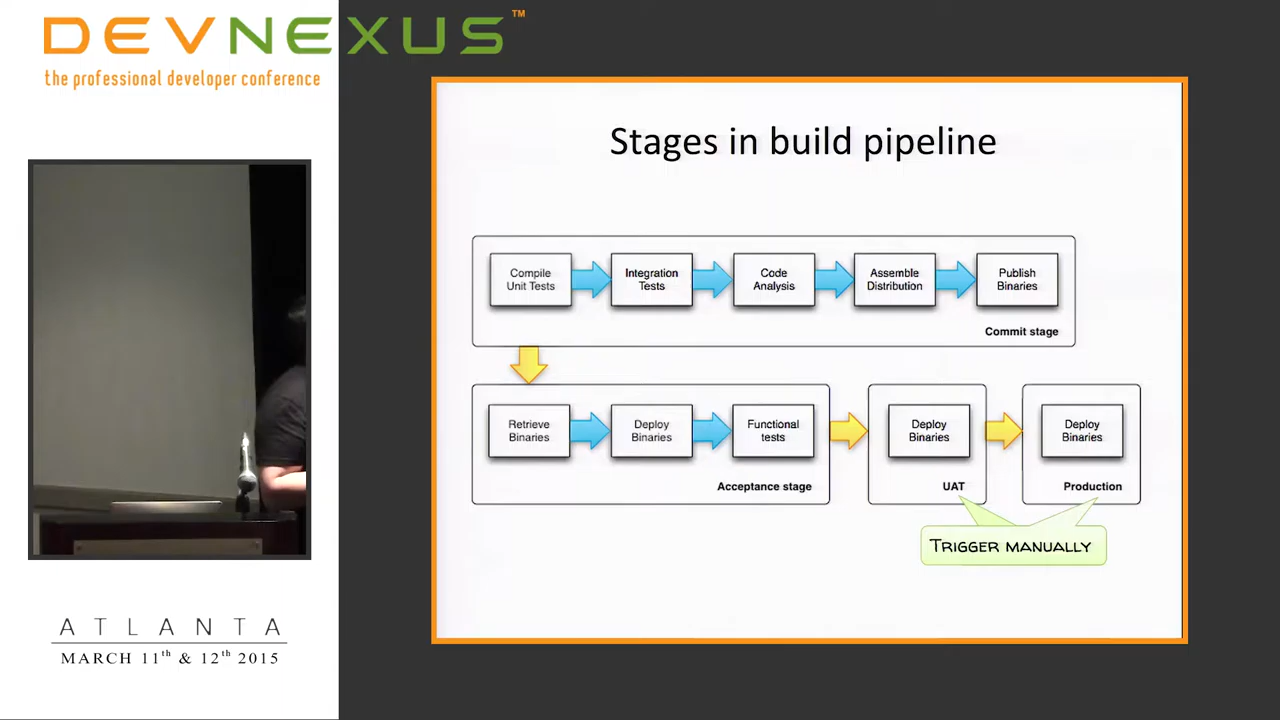 DEVNEXUS™
the professional developer conference
Stages in build pipeline
Compile
Unit Tests
Integration
Tests
Code
Analysis
Assemble
Distribution
Publish
Binaries
Commit stage
Retrieve
Binaries
Deploy
Binaries
Functional
tests
Acceptance stage
Deploy
Binaries
UAT
Deploy
Binaries
Production
TRIGGER MANUALLY
ATLANTA
MARCH 11th & 12th 2015